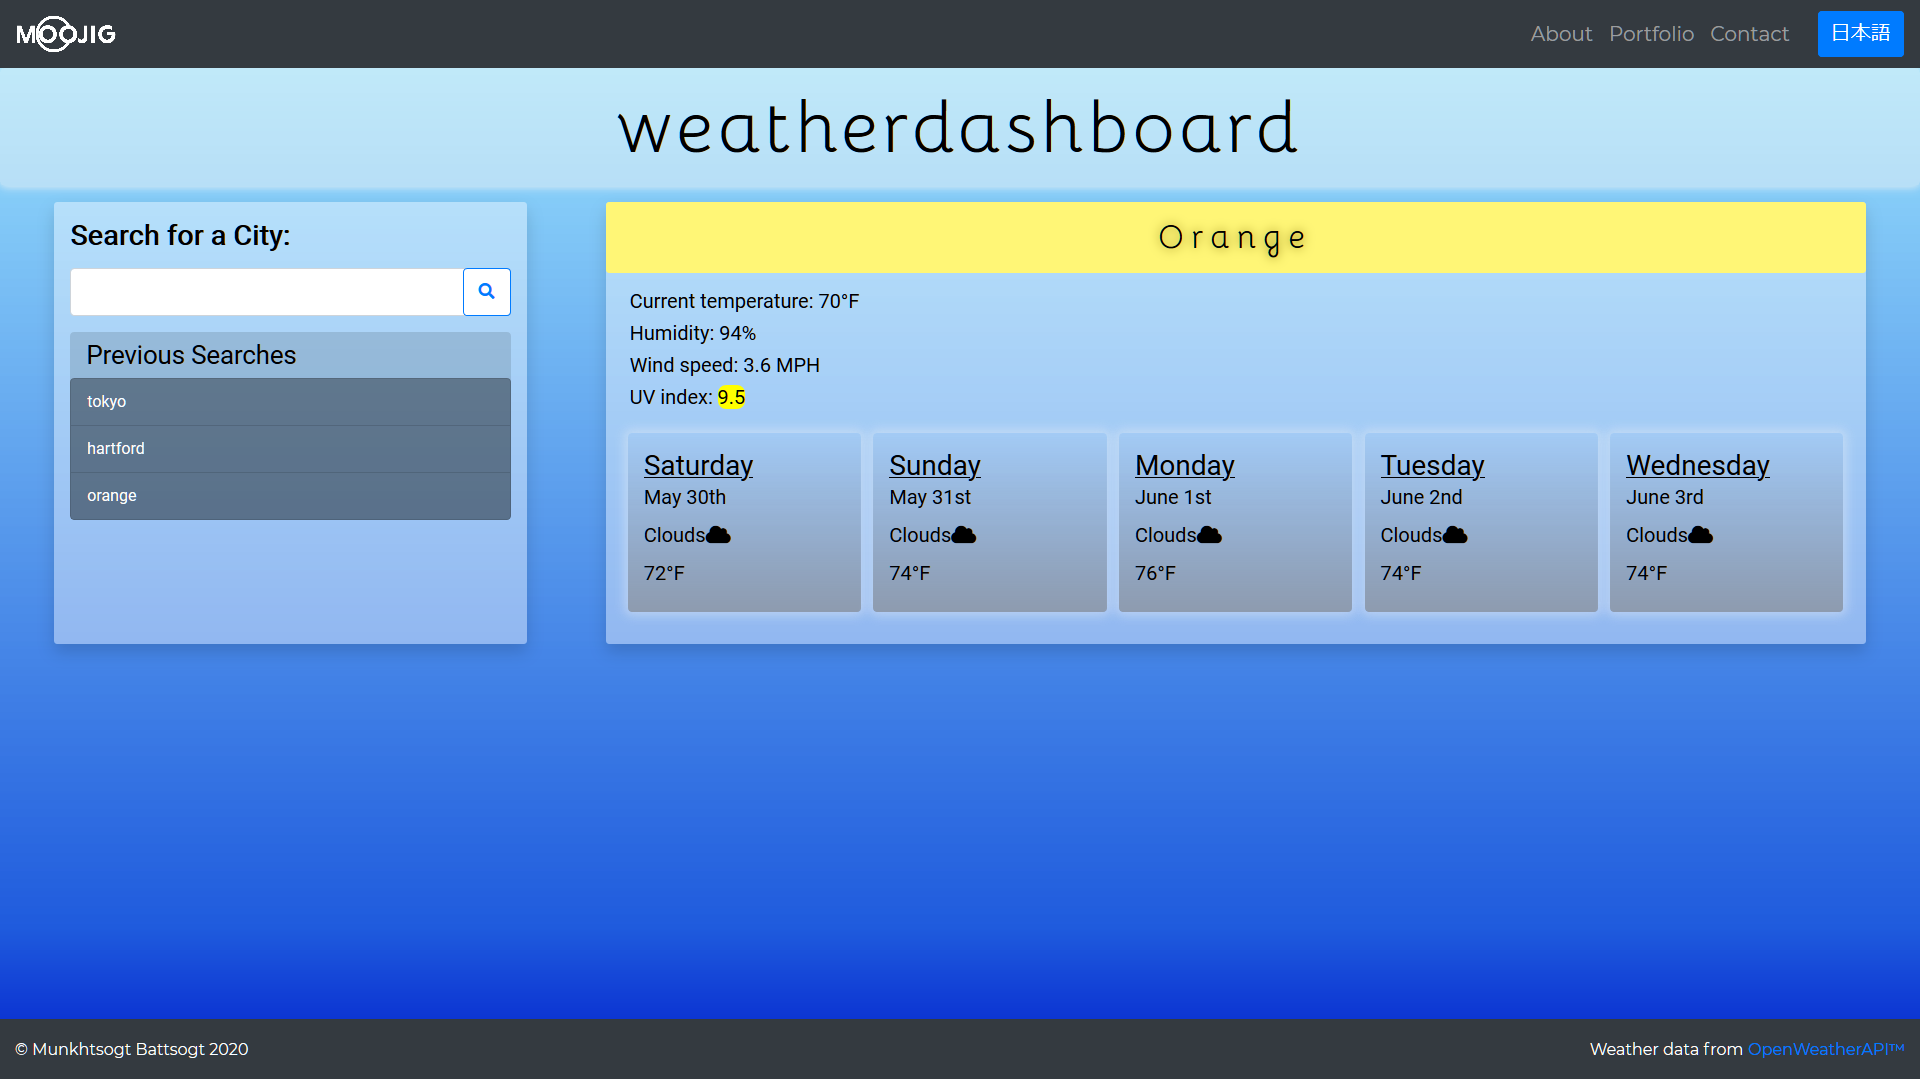 MOOJIG
About Portfolio Contact 日本語
weatherdashboard
Search for a City:
Previous Searches
tokyo
hartford
orange
Orange
Current temperature: 70°F
Humidity: 94%
Wind speed: 3.6 MPH
UV index: 9.5
Saturday
May 30th
Clouds
72°F
Sunday
May 31st
Clouds
74°F
Monday
June 1st
Clouds
76°F
Tuesday
June 2nd
Clouds
74°F
Wednesday
June 3rd
Clouds
74°F
© Munkhtsogt Battsogt 2020
Weather data from OpenWeatherAPI™